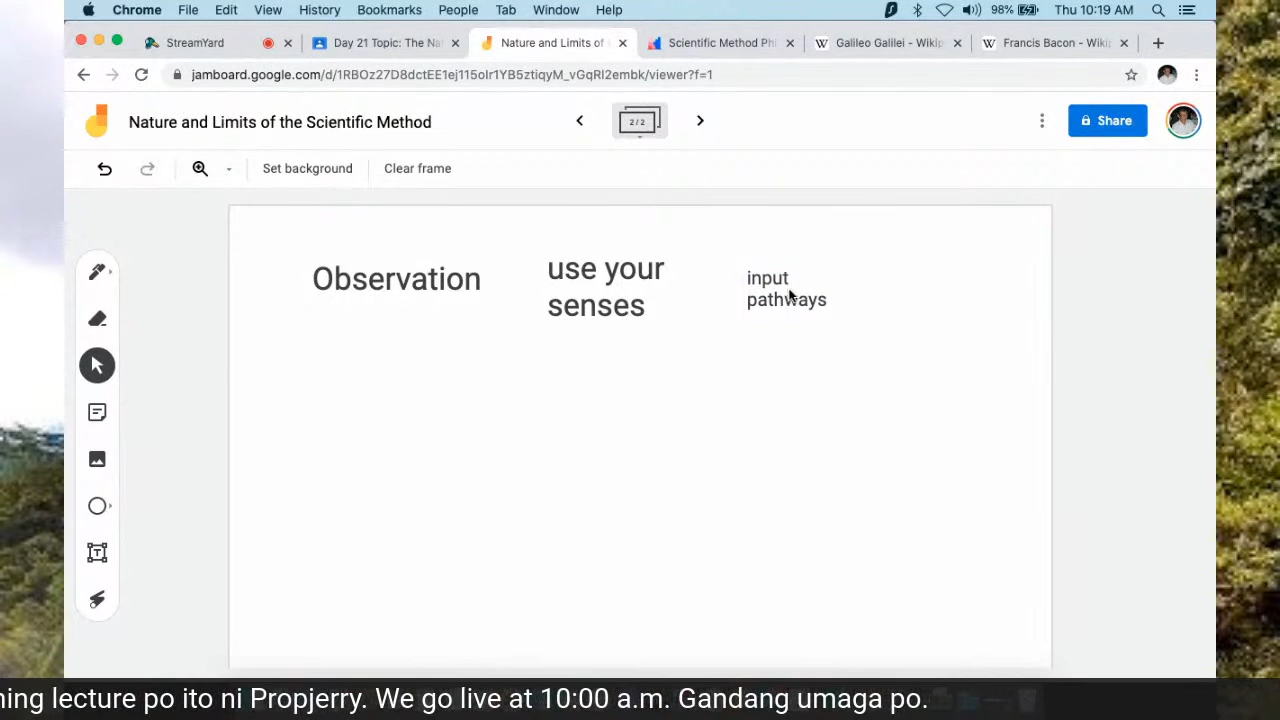 Chrome File Edit View History Bookmarks People Tab Window Help 98% Thu 10:19 AM
StreamYard Day 21 Topic: The Na Nature and Limits of Scientific Method Phi Galileo Galilei - Wikip Francis Bacon - Wiki
jamboard.google.com/d/1RBOz27D8dctEE1ej115oIr1YB5ztiqyM_vGqRl2embk/viewer?f=1
Nature and Limits of the Scientific Method 2/2 Share
Set background Clear frame
Observation
use your
senses
input
pathways
ning lecture po ito ni Propjerry. We go live at 10:00 a.m. Gandang umaga po.